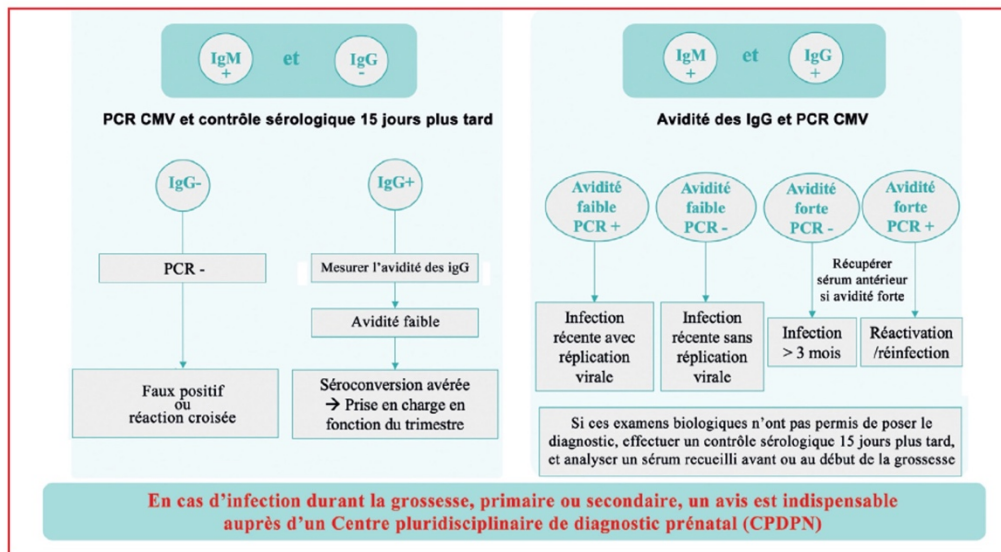 IgM
+
et
IgG
-
PCR CMV et contrôle sérologique 15 jours plus tard
IgG-
PCR -
Faux positif
ou
réaction croisée
IgG+
Mesurer l'avidité des igG
Avidité faible
Séroconversion avérée
→ Prise en charge en
fonction du trimestre
IgM
+
et
IgG
+
Avidité des IgG et PCR CMV
Avidité
faible
PCR +
Avidité
faible
PCR -
Avidité
forte
PCR -
Avidité
forte
PCR +
Récupérer
sérum antérieur
si avidité forte
Infection
récente avec
réplication
virale
Infection
récente sans
réplication
virale
Infection
> 3 mois
Réactivation
/réinfection
Si ces examens biologiques n'ont pas permis de poser le
diagnostic, effectuer un contrôle sérologique 15 jours plus tard,
et analyser un sérum recueilli avant ou au début de la grossesse
En cas d'infection durant la grossesse, primaire ou secondaire, un avis est indispensable
auprès d'un Centre pluridisciplinaire de diagnostic prénatal (CPDPN)